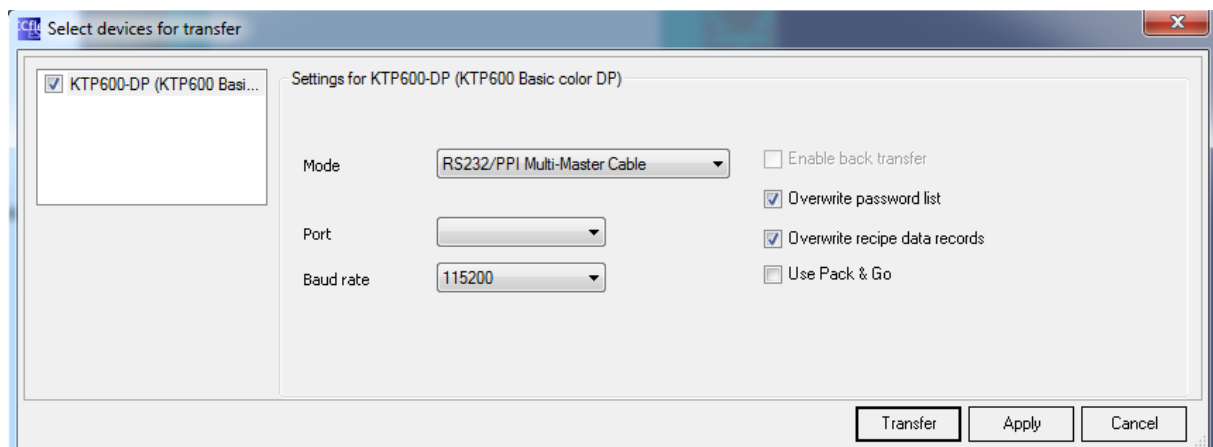 Select devices for transfer
KTP600-DP (KTP600 Basi...
Settings for KTP600-DP (KTP600 Basic color DP)
Mode
RS232/PPI Multi-Master Cable
Port
Baud rate
115200
Enable back transfer
Overwrite password list
Overwrite recipe data records
Use Pack & Go
Transfer
Apply
Cancel